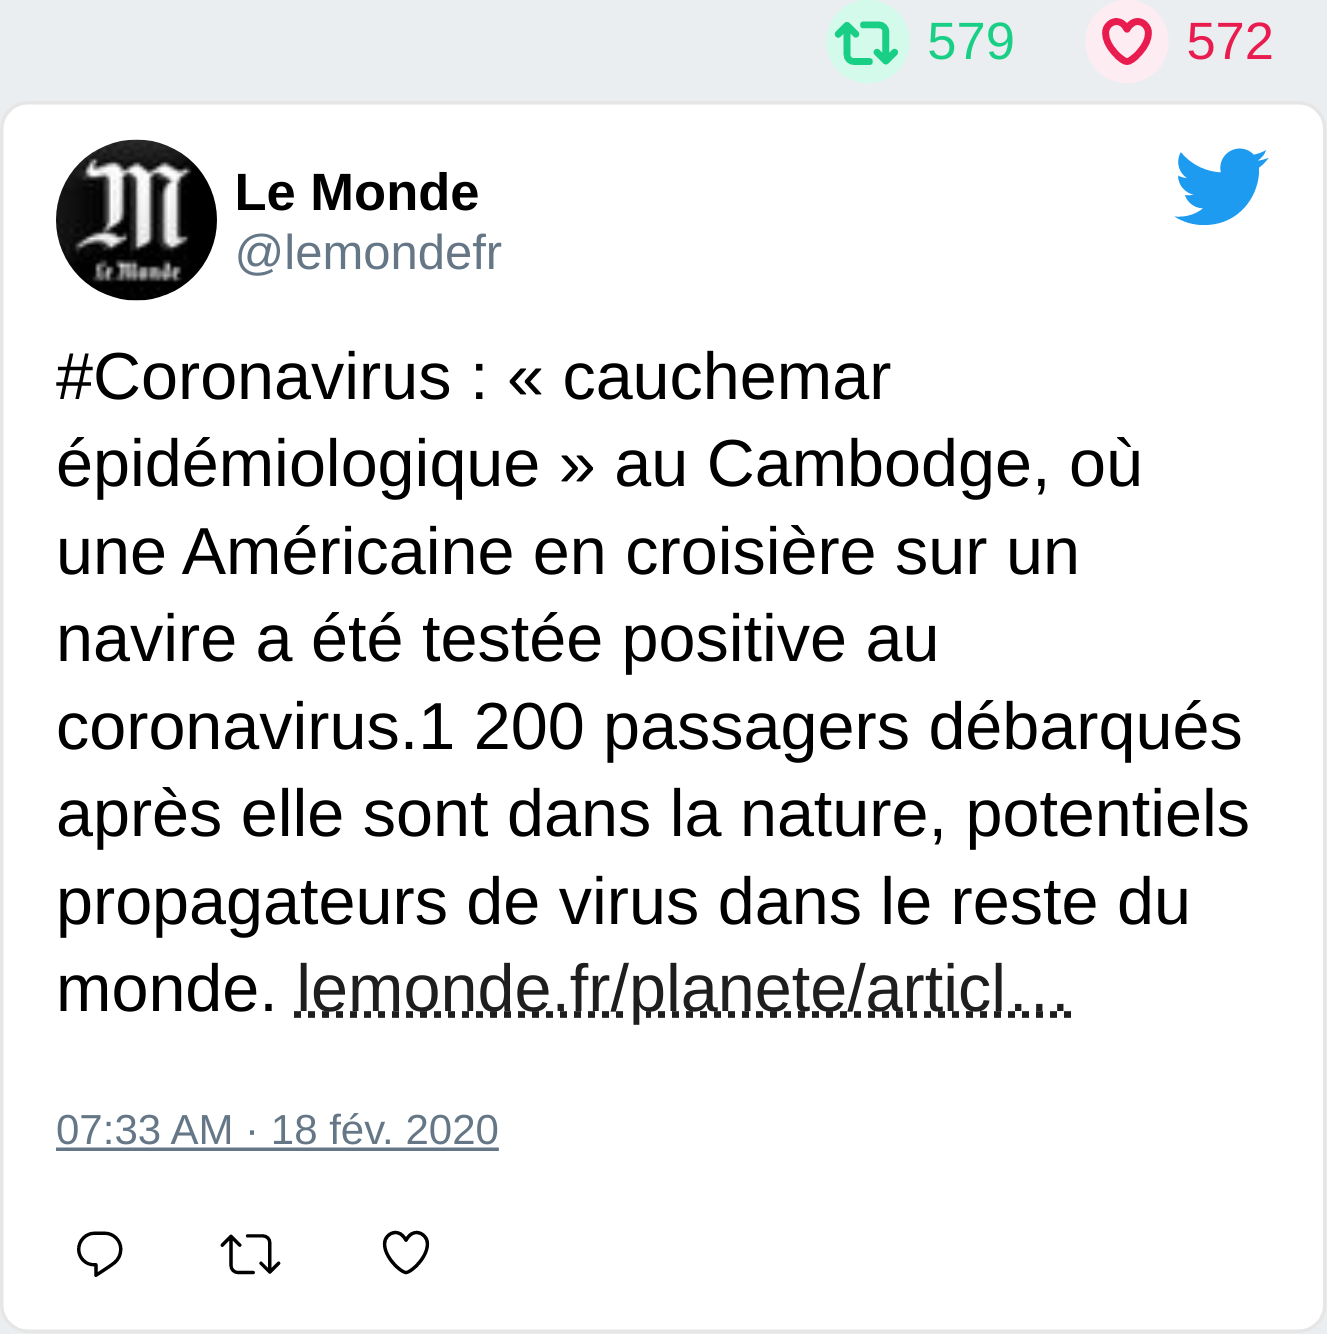 579 572
Le Monde
Le Monde
@lemondefr
#Coronavirus : « cauchemar
épidémiologique » au Cambodge, où
une Américaine en croisière sur un
navire a été testée positive au
coronavirus.1 200 passagers débarqués
après elle sont dans la nature, potentiels
propagateurs de virus dans le reste du
monde. lemonde.fr/planete/articl…
07:33 AM · 18 fév. 2020